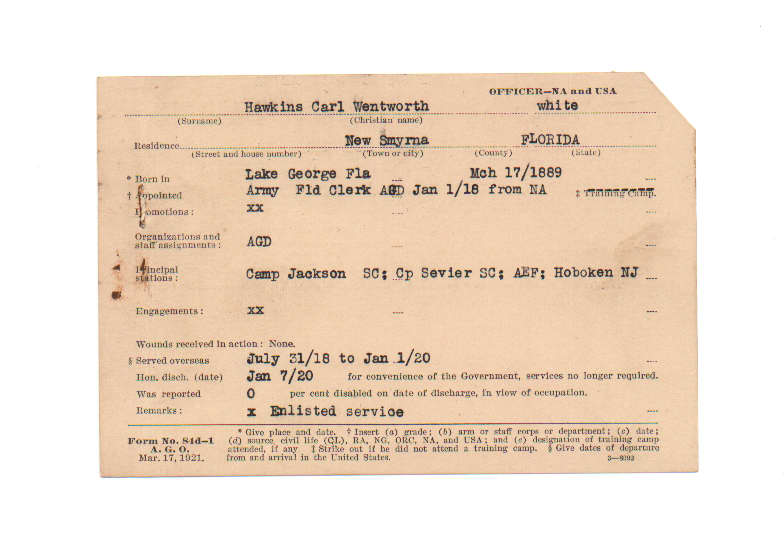 OFFICER—NA and USA
Hawkins Carl Wentworth white
(Surname) (Christian name)
Residence New Smyrna FLORIDA
(Street and house number) (Town or city) (County) (State)
* Born in Lake George Fla Mch 17/1889
† Appointed Army Fld Clerk AGD Jan 1/18 from NA ‡ Training Camp.
Promotions: xx
Organizations and
staff assignments: AGD
Principal
stations: Camp Jackson SC; Cp Sevier SC; AEF; Hoboken NJ
Engagements: xx
Wounds received in action: None.
§ Served overseas July 31/18 to Jan 1/20
Hon. disch. (date) Jan 7/20 for convenience of the Government, services no longer required.
Was reported 0 per cent disabled on date of discharge, in view of occupation.
Remarks: x Enlisted service
Form No. 84d-1
A. G. O.
Mar. 17, 1921.
* Give place and date. † Insert (a) grade; (b) arm or staff corps or department; (c) date;
(d) source, civil life (CL), RA, NG, ORC, NA, and USA; and (e) designation of training camp
attended, if any ‡ Strike out if he did not attend a training camp. § Give dates of departure
from and arrival in the United States. 3—8092